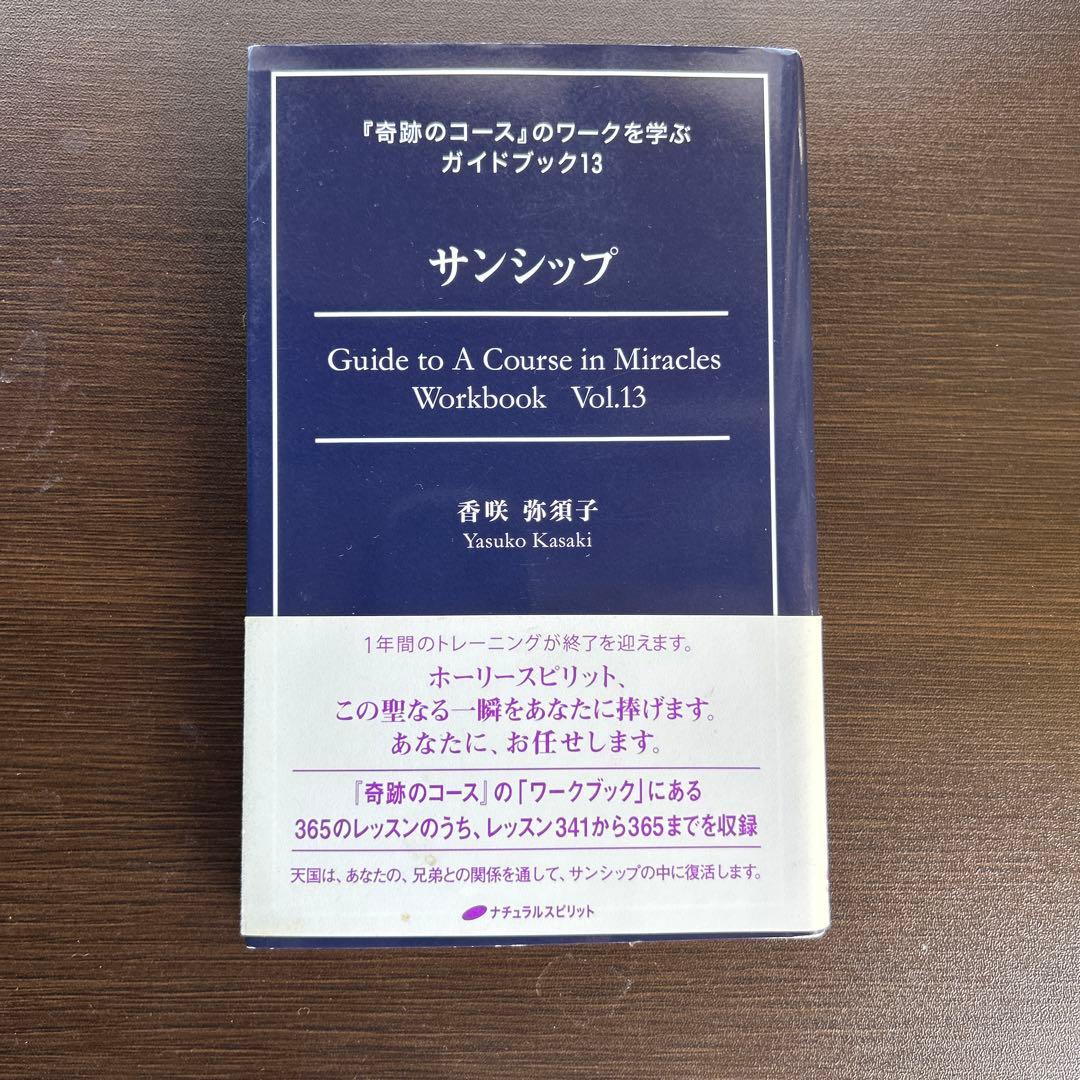 『奇跡のコース』のワークを学ぶ
ガイドブック13
サンシップ
Guide to A Course in Miracles
Workbook Vol.13
香咲 弥須子
Yasuko Kasaki
1年間のトレーニングが終了を迎えます。
ホーリースピリット、
この聖なる一瞬をあなたに捧げます。
あなたに、お任せします。
『奇跡のコース』の「ワークブック」にある
365のレッスンのうち、レッスン341から365までを収録
天国は、あなたの、兄弟との関係を通して、サンシップの中に復活します。
ナチュラルスピリット